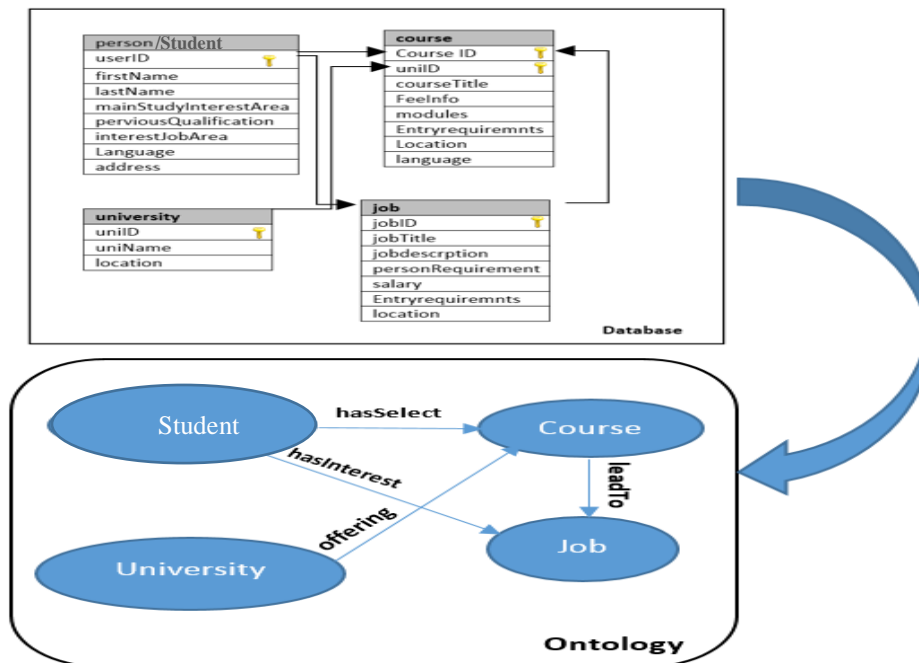 person/Student
userID
firstName
lastName
mainStudyInterestArea
perviousQualification
interestJobArea
Language
address
course
Course ID
uniID
courseTitle
FeeInfo
modules
Entryrequiremnts
Location
language
university
uniID
uniName
location
job
jobID
jobTitle
jobdescrption
personRequirement
salary
Entryrequiremnts
location
Database
Student
hasSelect
Course
hasInterest
leadTo
offering
University
Job
Ontology